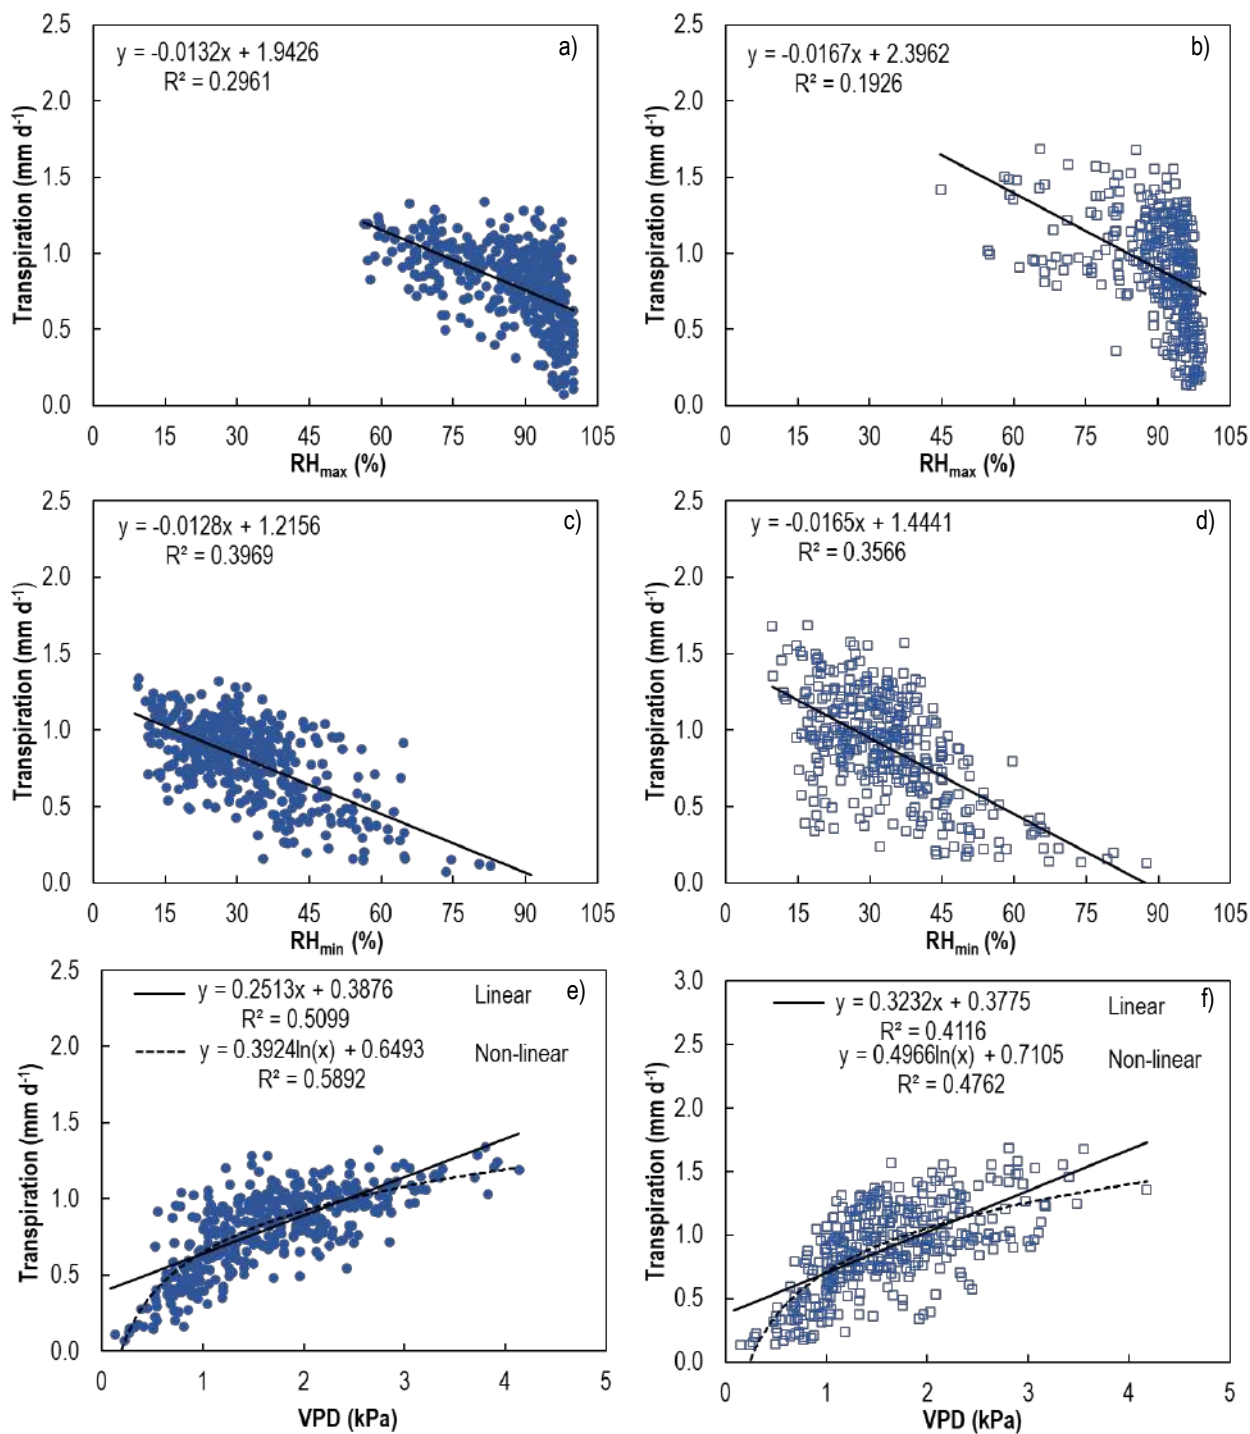 a)
y = -0.0132x + 1.9426
R² = 0.2961
2.5
2.0
1.5
1.0
0.5
0.0
Transpiration (mm d⁻¹)
0 15 30 45 60 75 90 105
RHmax (%)
b)
y = -0.0167x + 2.3962
R² = 0.1926
2.5
2.0
1.5
1.0
0.5
0.0
Transpiration (mm d⁻¹)
0 15 30 45 60 75 90 105
RHmax (%)
c)
y = -0.0128x + 1.2156
R² = 0.3969
2.5
2.0
1.5
1.0
0.5
0.0
Transpiration (mm d⁻¹)
0 15 30 45 60 75 90 105
RHmin (%)
d)
y = -0.0165x + 1.4441
R² = 0.3566
2.5
2.0
1.5
1.0
0.5
0.0
Transpiration (mm d⁻¹)
0 15 30 45 60 75 90 105
RHmin (%)
e)
y = 0.2513x + 0.3876 Linear
R² = 0.5099
y = 0.3924ln(x) + 0.6493 Non-linear
R² = 0.5892
2.5
2.0
1.5
1.0
0.5
0.0
Transpiration (mm d⁻¹)
0 1 2 3 4 5
VPD (kPa)
f)
y = 0.3232x + 0.3775 Linear
R² = 0.4116
y = 0.4966ln(x) + 0.7105 Non-linear
R² = 0.4762
3.0
2.5
2.0
1.5
1.0
0.5
0.0
Transpiration (mm d⁻¹)
0 1 2 3 4 5
VPD (kPa)